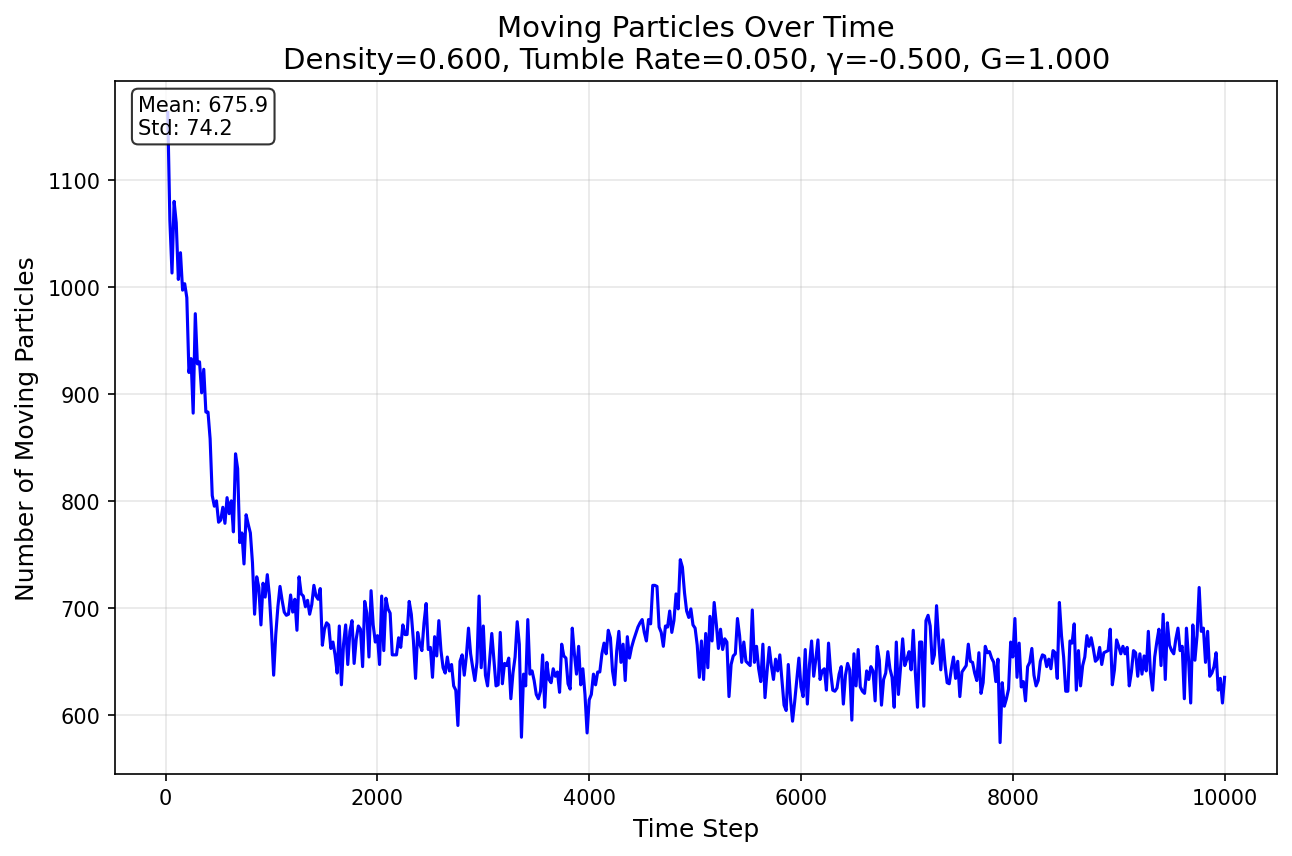 Moving Particles Over Time
Density=0.600, Tumble Rate=0.050, γ=-0.500, G=1.000
Mean: 675.9
Std: 74.2
Number of Moving Particles
1100
1000
900
800
700
600
0
2000
4000
6000
8000
10000
Time Step